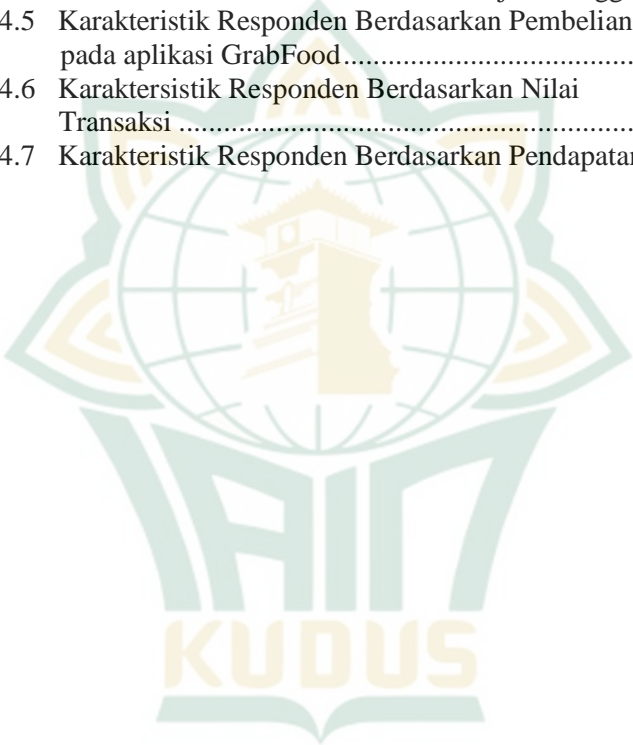 4.5 Karakteristik Responden Berdasarkan Pembelian
pada aplikasi GrabFood......................................
4.6 Karaktersistik Responden Berdasarkan Nilai
Transaksi ............................................................
4.7 Karakteristik Responden Berdasarkan Pendapatan
IAIN
KUDUS